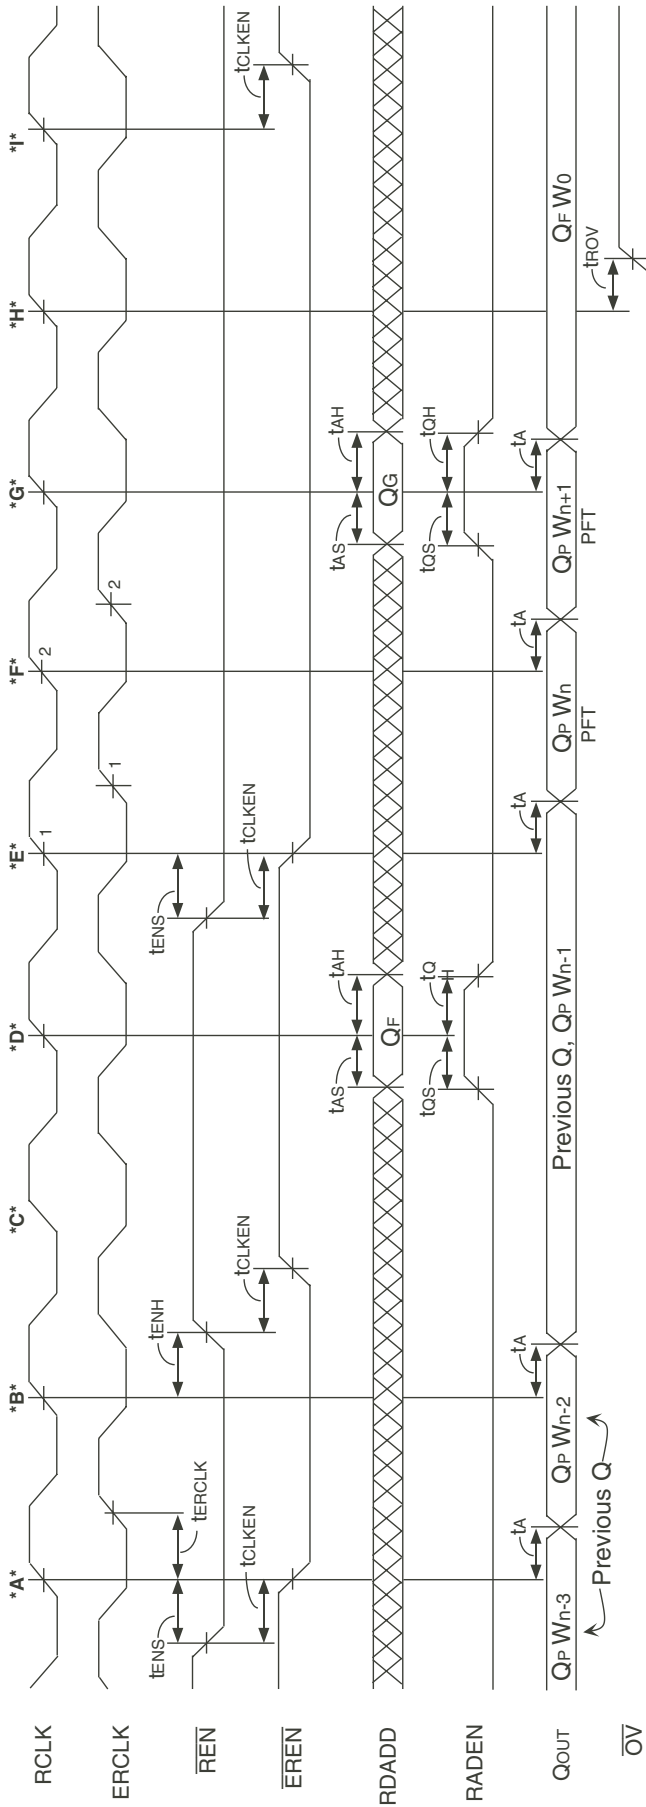 *A* *B* *C* *D* *E* *F* *G* *H* *I*
RCLK 1 2
ERCLK 1 2
tERCLK
REN tENS tENH tENS
EREN tCLKEN tCLKEN tCLKEN tCLKEN
RDADD tAS QF tAH tAS QG tAH
RADEN tQS tQH tQS tQH
QOUT tA tA tA tA tA
QP Wn-3 QP Wn-2 Previous Q, QP Wn-1 QP Wn QP Wn+1 QF W0
PFT PFT
Previous Q
OV tROV